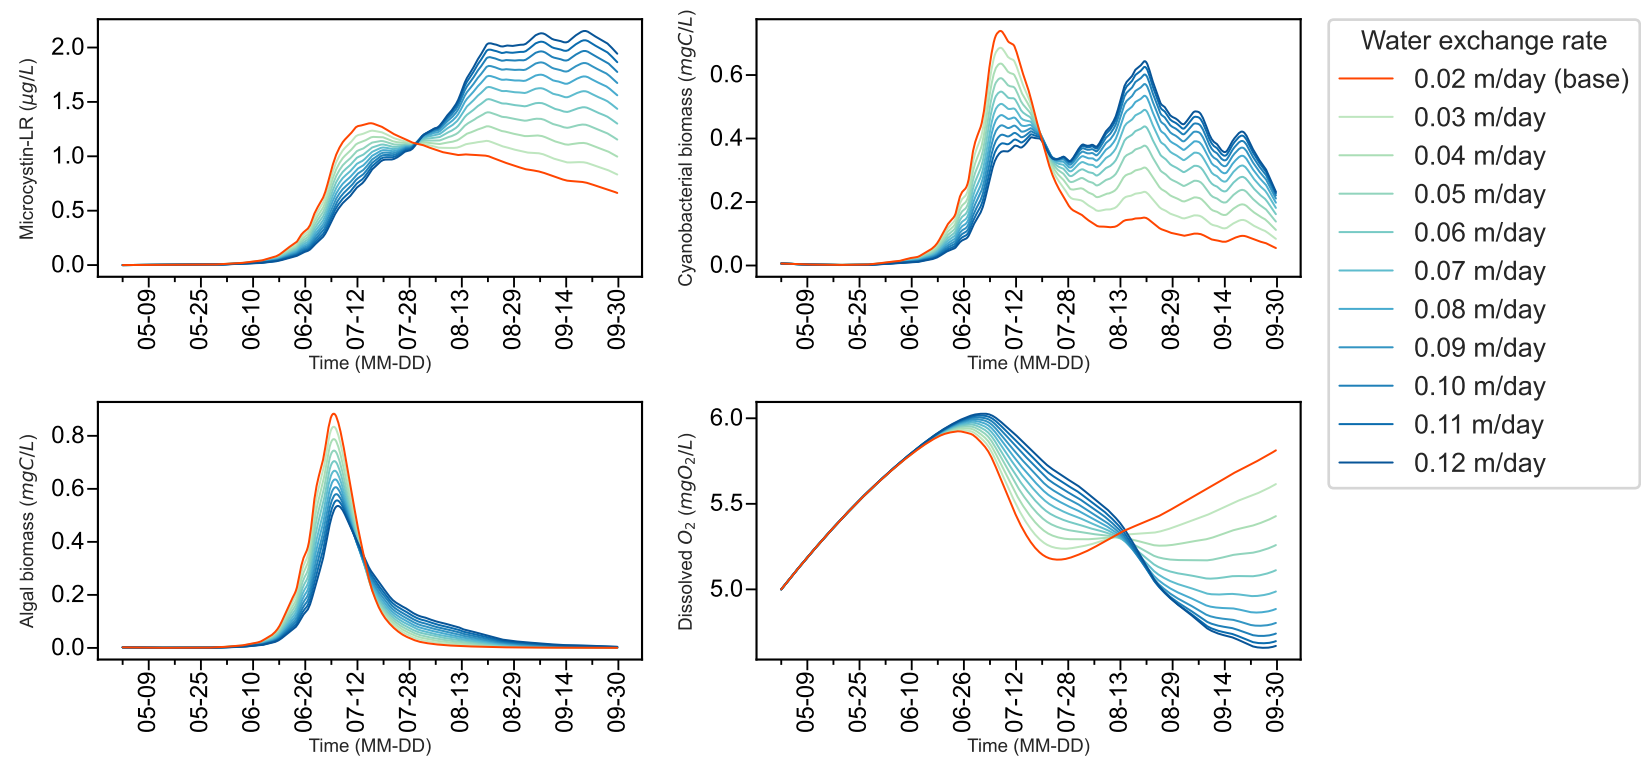 Microcystin-LR (μg/L)
2.0
1.5
1.0
0.5
0.0
05-09
05-25
06-10
06-26
07-12
07-28
08-13
08-29
09-14
09-30
Time (MM-DD)
Cyanobacterial biomass (mgC/L)
0.6
0.4
0.2
0.0
05-09
05-25
06-10
06-26
07-12
07-28
08-13
08-29
09-14
09-30
Time (MM-DD)
Water exchange rate
0.02 m/day (base)
0.03 m/day
0.04 m/day
0.05 m/day
0.06 m/day
0.07 m/day
0.08 m/day
0.09 m/day
0.10 m/day
0.11 m/day
0.12 m/day
Algal biomass (mgC/L)
0.8
0.6
0.4
0.2
0.0
05-09
05-25
06-10
06-26
07-12
07-28
08-13
08-29
09-14
09-30
Time (MM-DD)
Dissolved O₂ (mgO₂/L)
6.0
5.5
5.0
05-09
05-25
06-10
06-26
07-12
07-28
08-13
08-29
09-14
09-30
Time (MM-DD)